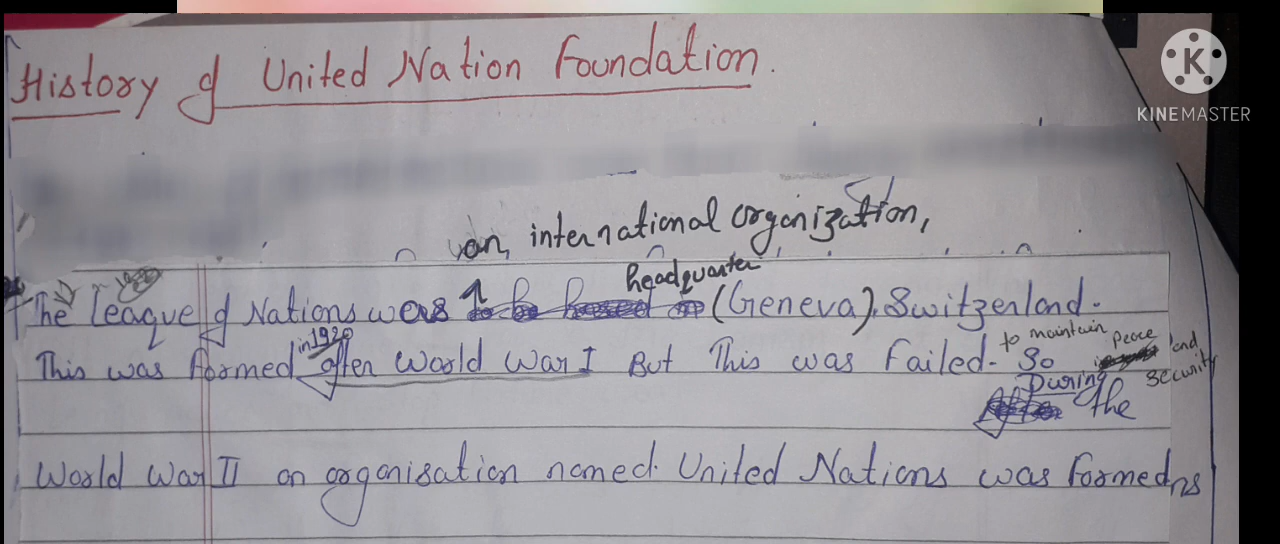 History of United Nation Foundation.
KINEMASTER
an international organization,
headquarter
The League of Nations were (Geneva), Switzerland.
in 1920
to maintain Peace and Security
This was formed after World War I But This was Failed. So
During the
World War II an organisation named United Nations was Formed